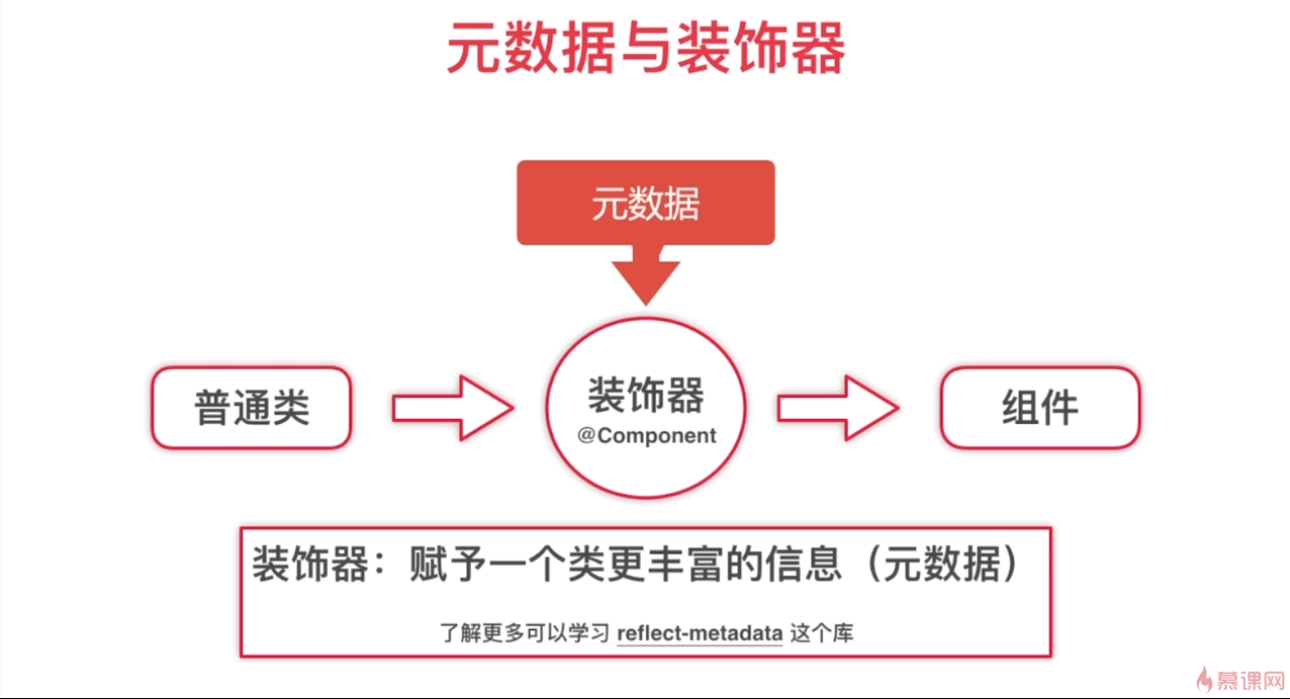 元数据与装饰器
元数据
普通类
装饰器
@Component
组件
装饰器：赋予一个类更丰富的信息（元数据）
了解更多可以学习 reflect-metadata 这个库
慕课网